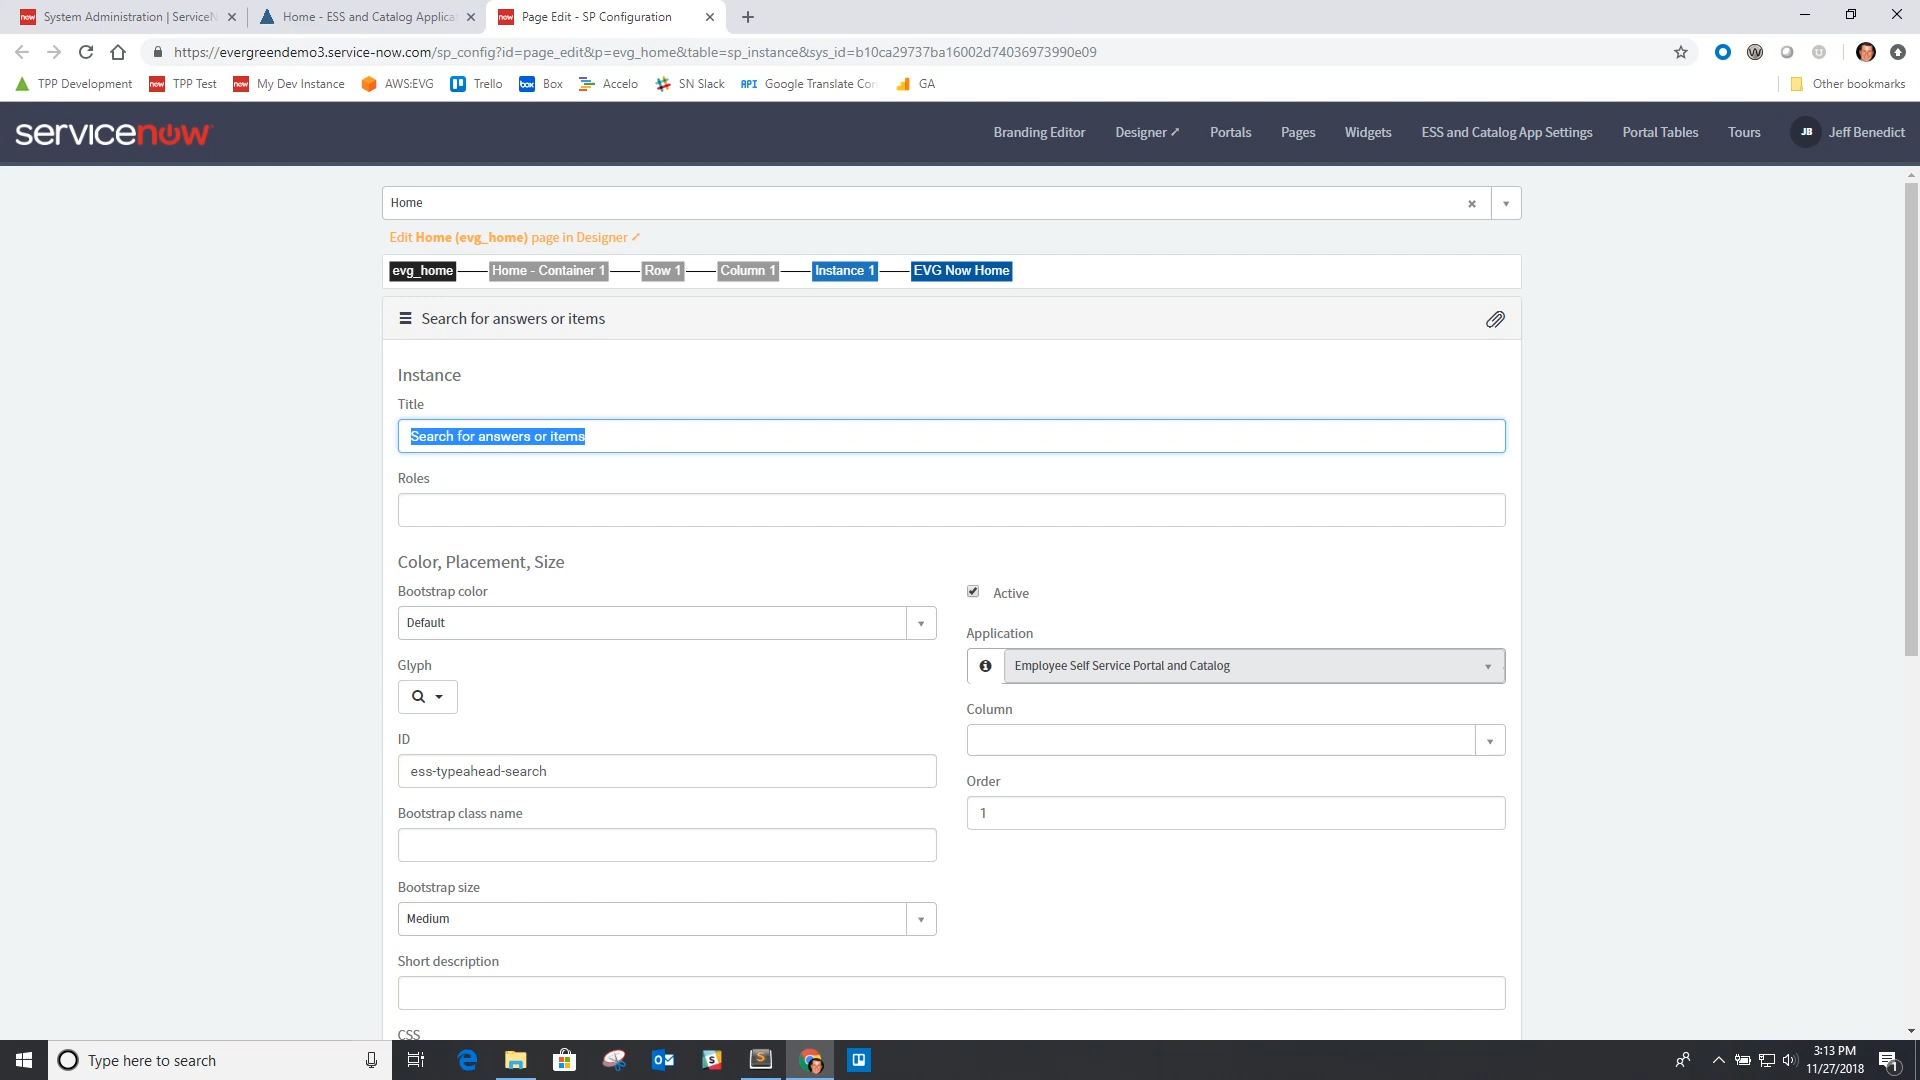 System Administration | ServiceN
Home - ESS and Catalog Applicat
Page Edit - SP Configuration
https://evergreendemo3.service-now.com/sp_config?id=page_edit&p=evg_home&table=sp_instance&sys_id=b10ca29737ba16002d74036973990e09
TPP Development
TPP Test
My Dev Instance
AWS:EVG
Trello
Box
Accelo
SN Slack
API Google Translate Con
GA
Other bookmarks
servicenow
Branding Editor
Designer
Portals
Pages
Widgets
ESS and Catalog App Settings
Portal Tables
Tours
JB
Jeff Benedict
Home
Edit Home (evg_home) page in Designer
evg_home
Home - Container 1
Row 1
Column 1
Instance 1
EVG Now Home
Search for answers or items
Instance
Title
Search for answers or items
Roles
Color, Placement, Size
Bootstrap color
Default
Active
Application
Employee Self Service Portal and Catalog
Glyph
Column
ID
ess-typeahead-search
Order
1
Bootstrap class name
Bootstrap size
Medium
Short description
CSS
Type here to search
3:13 PM
11/27/2018
1